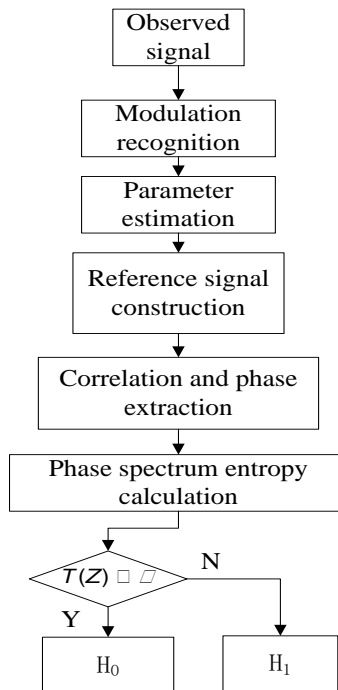 Observed
signal
Modulation
recognition
Parameter
estimation
Reference signal
construction
Correlation and phase
extraction
Phase spectrum entropy
calculation
T(Z)
N
Y
H₀
H₁